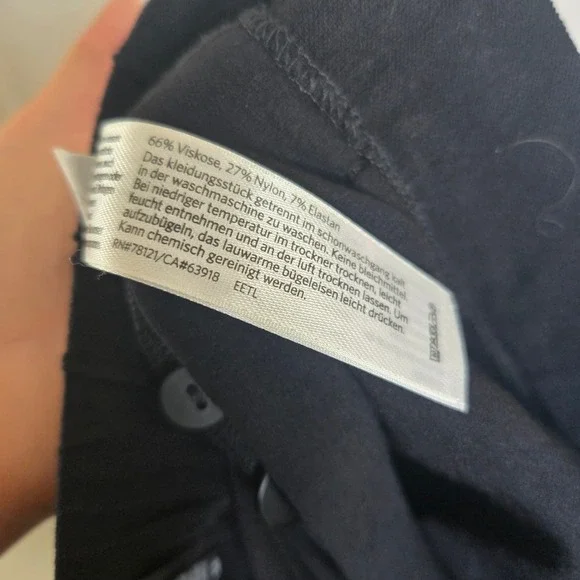 66% Viskose, 27% Nylon, 7% Elastan
Das kleidungsstück getrennt im schonwaschgang kalt
in der waschmaschine zu waschen. Keine bleichmittel.
Bei niedriger temperatur im trockner trocknen, leicht
feucht entnehmen und an der luft trocknen lassen. Um
aufzubügeln, das lauwarme bügeleisen leicht drücken.
Kann chemisch gereinigt werden.
RN#78121/CA#63918 EETL